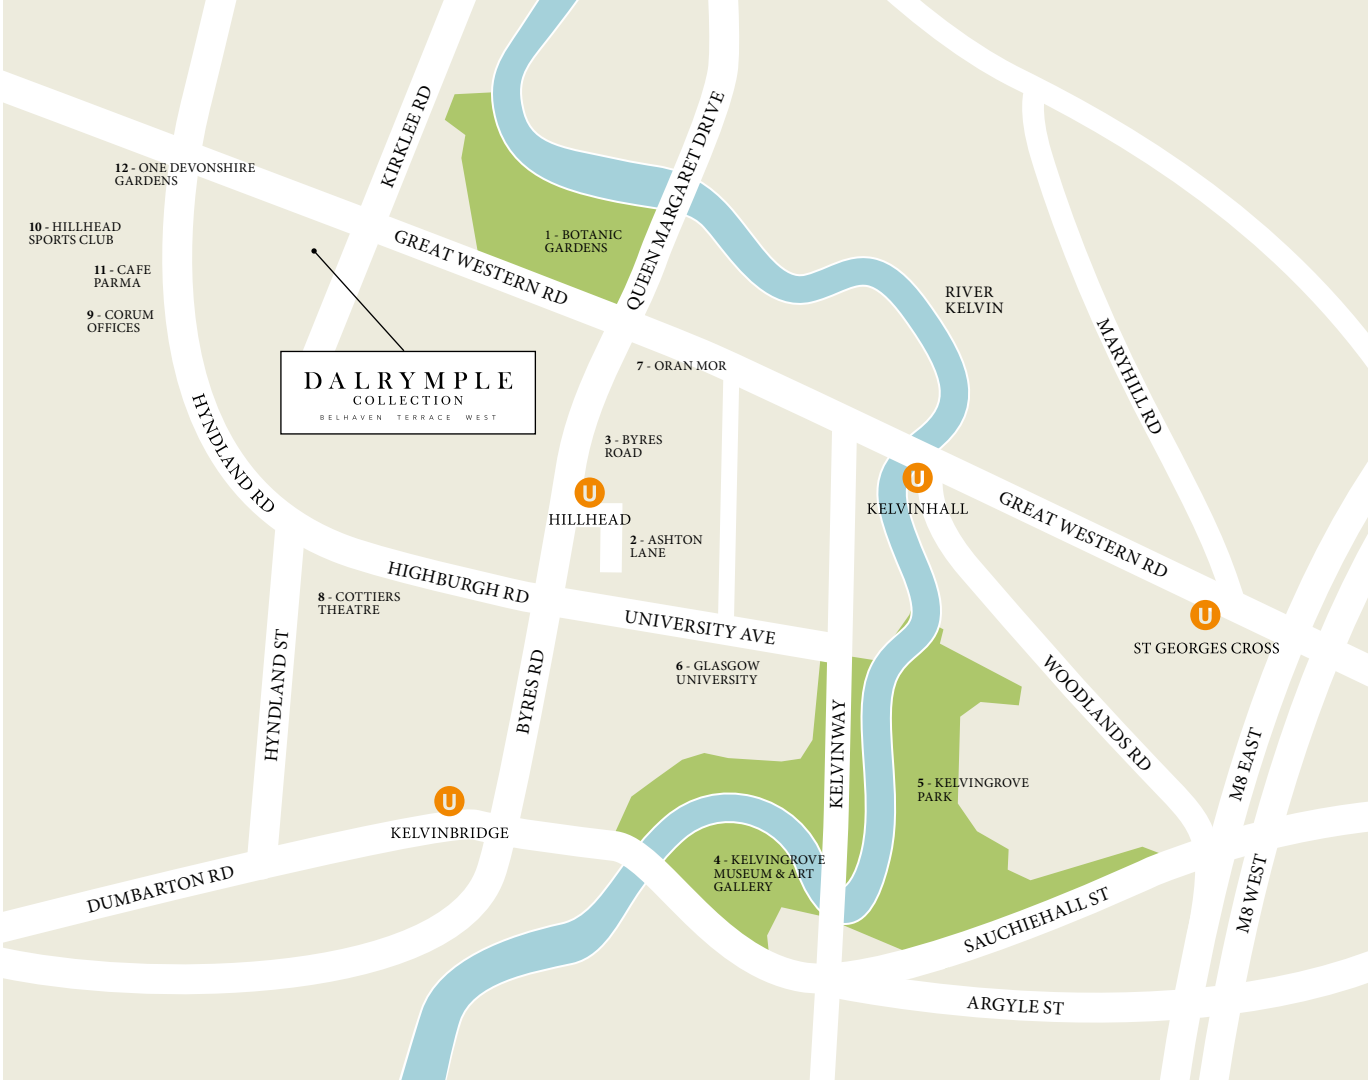 KIRKLEE RD
QUEEN MARGARET DRIVE
12 - ONE DEVONSHIRE
GARDENS
10 - HILLHEAD
SPORTS CLUB
1 - BOTANIC
GARDENS
GREAT WESTERN RD
11 - CAFE
PARMA
RIVER
KELVIN
9 - CORUM
OFFICES
MARYHILL RD
7 - ORAN MOR
DALRYMPLE
COLLECTION
BELHAVEN TERRACE WEST
HYNDLAND RD
3 - BYRES
ROAD
U
HILLHEAD
U
KELVINHALL
GREAT WESTERN RD
2 - ASHTON
LANE
HIGHBURGH RD
8 - COTTIERS
THEATRE
UNIVERSITY AVE
U
ST GEORGES CROSS
6 - GLASGOW
UNIVERSITY
HYNDLAND ST
BYRES RD
WOODLANDS RD
KELVINWAY
M8 EAST
5 - KELVINGROVE
PARK
U
KELVINBRIDGE
4 - KELVINGROVE
MUSEUM & ART
GALLERY
DUMBARTON RD
M8 WEST
SAUCHIEHALL ST
ARGYLE ST